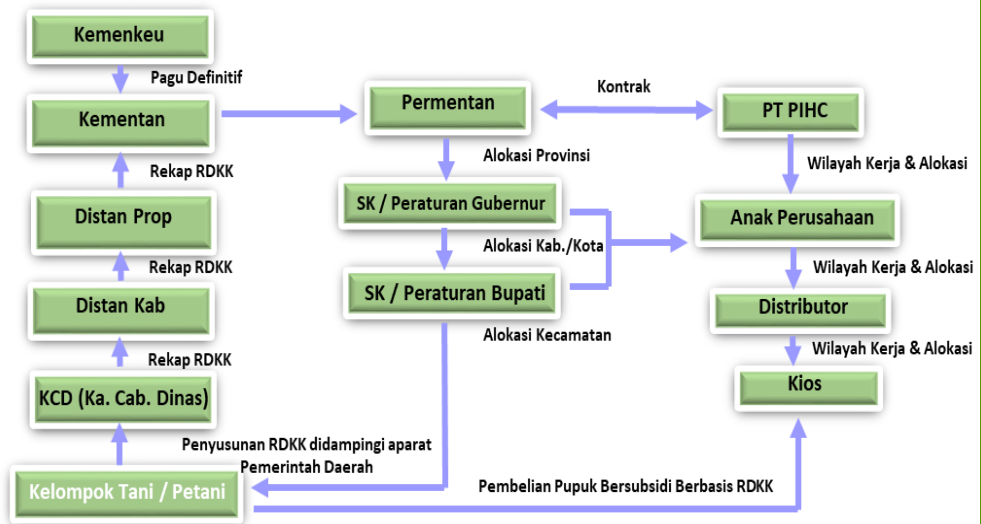 Kemenkeu
Pagu Definitif
Kementan
Rekap RDKK
Distan Prop
Rekap RDKK
Distan Kab
Rekap RDKK
KCD (Ka. Cab. Dinas)
Penyusunan RDKK didampingi aparat
Pemerintah Daerah
Kelompok Tani / Petani
Permentan
Alokasi Provinsi
SK / Peraturan Gubernur
Alokasi Kab./Kota
SK / Peraturan Bupati
Alokasi Kecamatan
Kontrak
PT PIHC
Wilayah Kerja & Alokasi
Anak Perusahaan
Wilayah Kerja & Alokasi
Distributor
Wilayah Kerja & Alokasi
Kios
Pembelian Pupuk Bersubsidi Berbasis RDKK